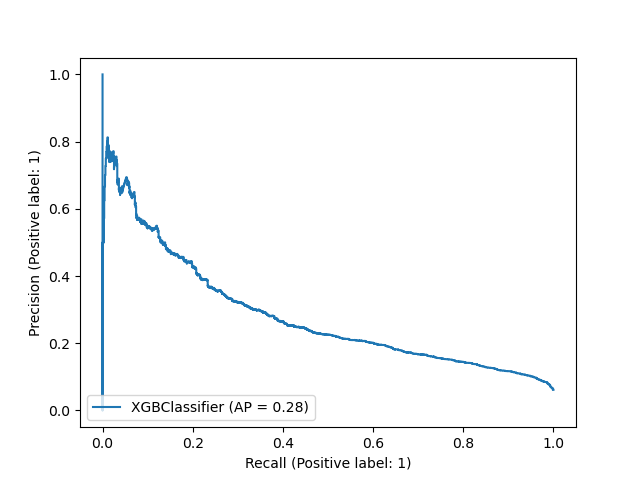 1.0
0.8
0.6
0.4
0.2
0.0
Precision (Positive label: 1)
XGBClassifier (AP = 0.28)
0.0 0.2 0.4 0.6 0.8 1.0
Recall (Positive label: 1)